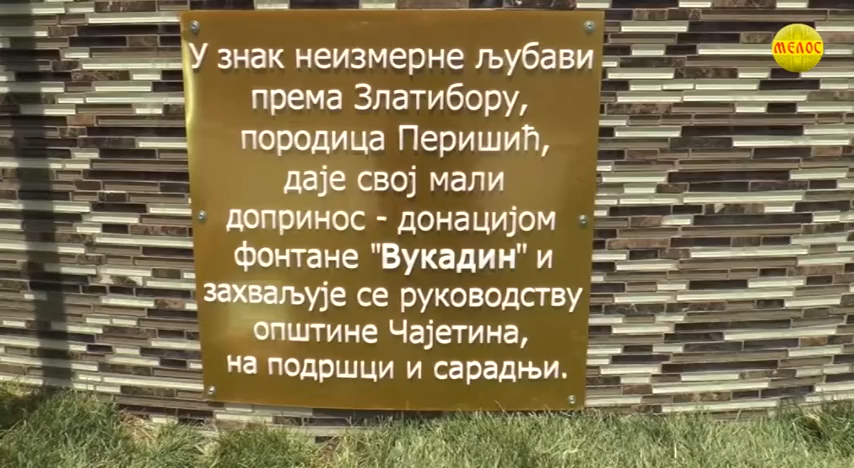 МЕЛОС
У знак неизмерне љубави
према Златибору,
породица Перишић,
даје свој мали
допринос - донацијом
фонтане "Вукадин" и
захваљује се руководству
општине Чајетина,
на подршци и сарадњи.